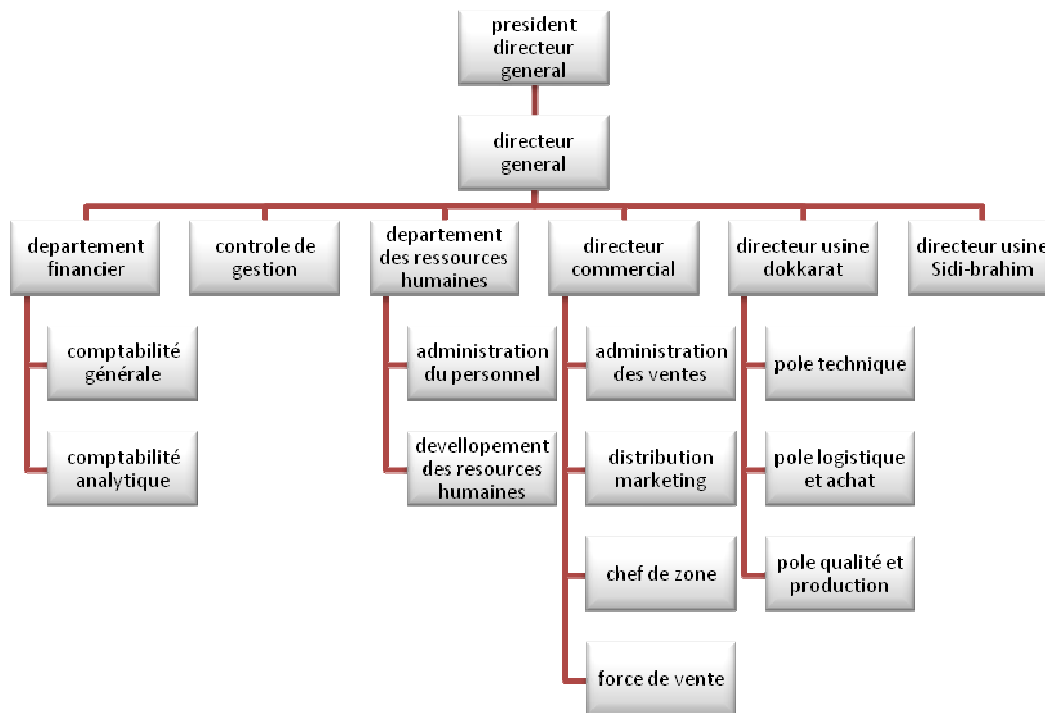 president
directeur
general
directeur
general
departement
financier
controle de
gestion
departement
des ressources
humaines
directeur
commercial
directeur usine
dokkarat
directeur usine
Sidi-brahim
comptabilité
générale
comptabilité
analytique
administration
du personnel
devellopement
des resources
humaines
administration
des ventes
distribution
marketing
chef de zone
force de vente
pole technique
pole logistique
et achat
pole qualité et
production